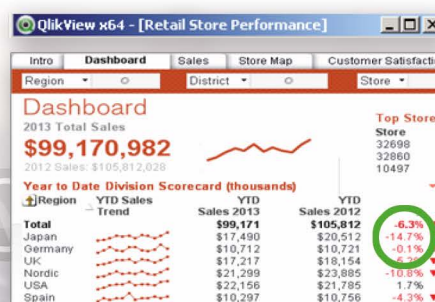 QlikView x64 - [Retail Store Performance]
Intro Dashboard Sales Store Map Customer Satisfacti
Region District Store
Dashboard
2013 Total Sales
$99,170,982
2012 Sales: $105,812,028
Top Store
Store
32698
32860
10497
Year to Date Division Scorecard (thousands)
Region YTD Sales Trend YTD Sales 2013 YTD Sales 2012
Total $99,171 $105,812 -6.3%
Japan $17,490 $20,512 -14.7%
Germany $10,712 $10,721 -0.1%
UK $17,217 $18,154
Nordic $21,299 $23,885 -10.8%
USA $22,156 $21,785 1.7%
Spain $10,297 $10,756 -4.3%